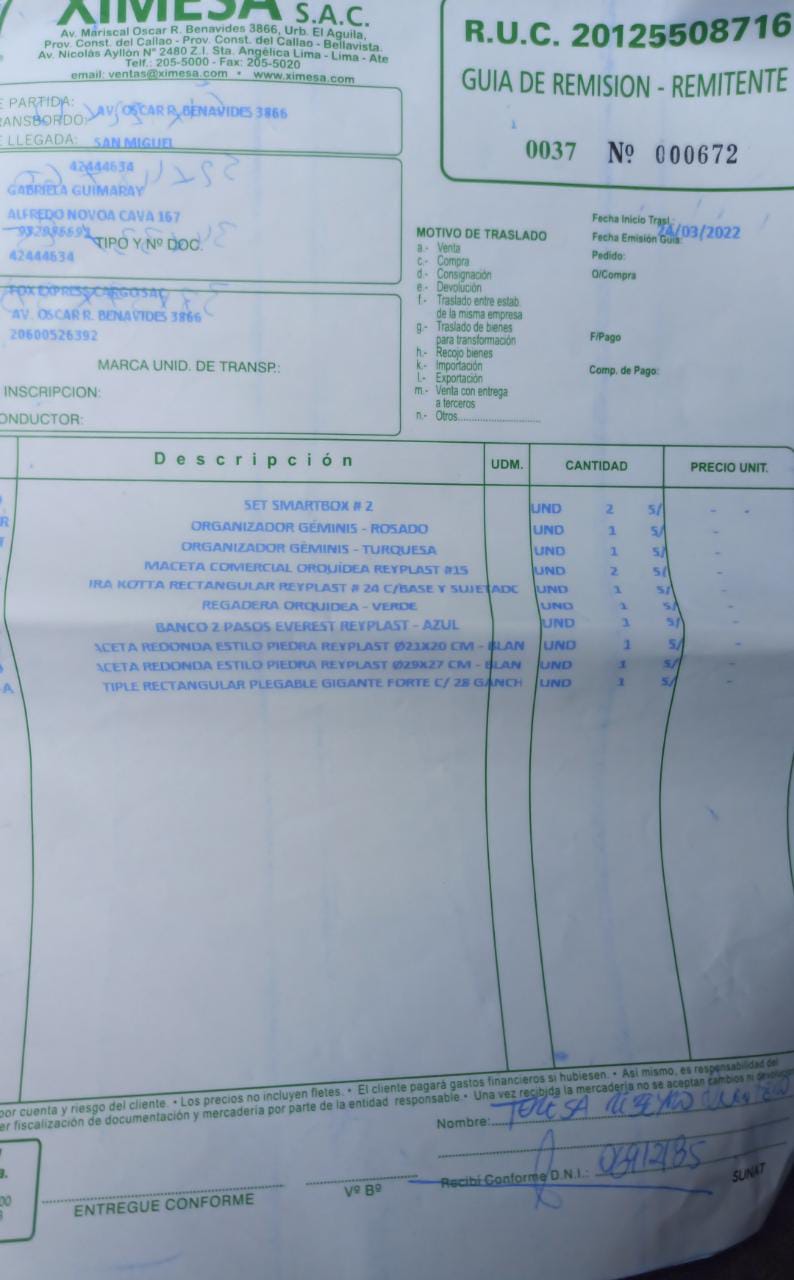 XIMESA S.A.C.
Av. Mariscal Oscar R. Benavides 3866, Urb. El Aguila,
Prov. Const. del Callao - Prov. Const. del Callao - Bellavista.
Av. Nicolás Ayllón Nº 2480 Z.I. Sta. Angélica Lima - Lima - Ate
Telf.: 205-5000 - Fax: 205-5020
email: ventas@ximesa.com • www.ximesa.com
R.U.C. 20125508716
GUIA DE REMISION - REMITENTE
0037 Nº 000672
E PARTIDA:
RANSBORDO: AV. OSCAR R. BENAVIDES 3866
E LLEGADA: SAN MIGUEL
42444634
GABRIELA GUIMARAY
ALFREDO NOVOA CAVA 167
TIPO Y Nº DOC.
42444634
FOX EXPRESS CARGO SAC
AV. OSCAR R. BENAVIDES 3866
20600526392
MARCA UNID. DE TRANSP.:
INSCRIPCION:
ONDUCTOR:
MOTIVO DE TRASLADO
a.- Venta
c.- Compra
d.- Consignación
e.- Devolución
f.- Traslado entre estab.
de la misma empresa
g.- Traslado de bienes
para transformación
h.- Recojo bienes
k.- Importación
l.- Exportación
m.- Venta con entrega
a terceros
n.- Otros
Fecha Inicio Trasl.:
Fecha Emisión Guia: 24/03/2022
Pedido:
O/Compra
F/Pago
Comp. de Pago:
Descripción UDM. CANTIDAD PRECIO UNIT.
SET SMARTBOX # 2 UND 2 S/ - -
ORGANIZADOR GÉMINIS - ROSADO UND 1 S/ -
ORGANIZADOR GÉMINIS - TURQUESA UND 1 S/ -
MACETA COMERCIAL ORQUÍDEA REYPLAST #15 UND 2 S/ -
IRA KOTTA RECTANGULAR REYPLAST # 24 C/BASE Y SUJETADC UND 1 S/ -
REGADERA ORQUIDEA - VERDE UND 1 S/ -
BANCO 2 PASOS EVEREST REYPLAST - AZUL UND 1 S/ -
ACETA REDONDA ESTILO PIEDRA REYPLAST Ø21X20 CM - BLAN UND 1 S/ -
ACETA REDONDA ESTILO PIEDRA REYPLAST Ø29X27 CM - BLAN UND 1 S/ -
TIPLE RECTANGULAR PLEGABLE GIGANTE FORTE C/ 28 GANCH UND 1 S/ -
por cuenta y riesgo del cliente. • Los precios no incluyen fletes. • El cliente pagará gastos financieros si hubiesen. • Asi mismo, es responsabilidad del
er fiscalización de documentación y mercadería por parte de la entidad responsable. • Una vez recibida la mercadería no se aceptan cambios ni
Nombre: TERESA
Recibí Conforme D.N.I.:
SUNAT
ENTREGUE CONFORME
Vº Bº